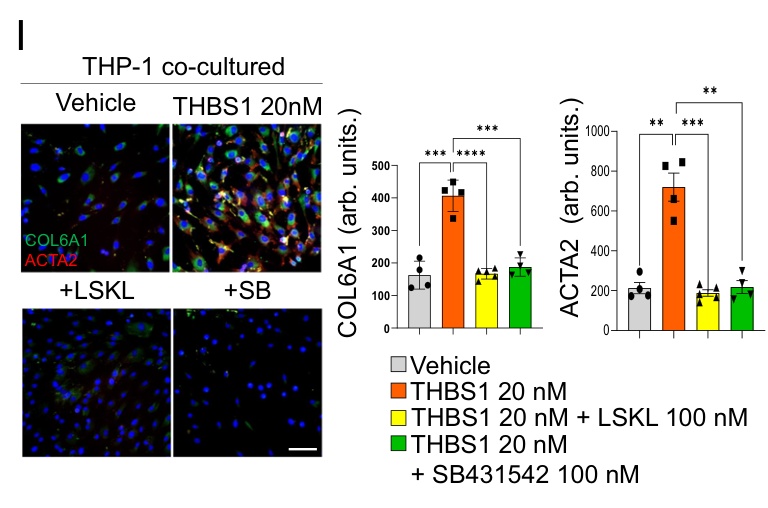 I
THP-1 co-cultured
Vehicle
THBS1 20nM
COL6A1
ACTA2
+LSKL
+SB
COL6A1 (arb. units.)
500
400
300
200
100
0
***
***
****
ACTA2 (arb. units.)
1000
800
600
400
200
0
**
**
***
Vehicle
THBS1 20 nM
THBS1 20 nM + LSKL 100 nM
THBS1 20 nM
+ SB431542 100 nM